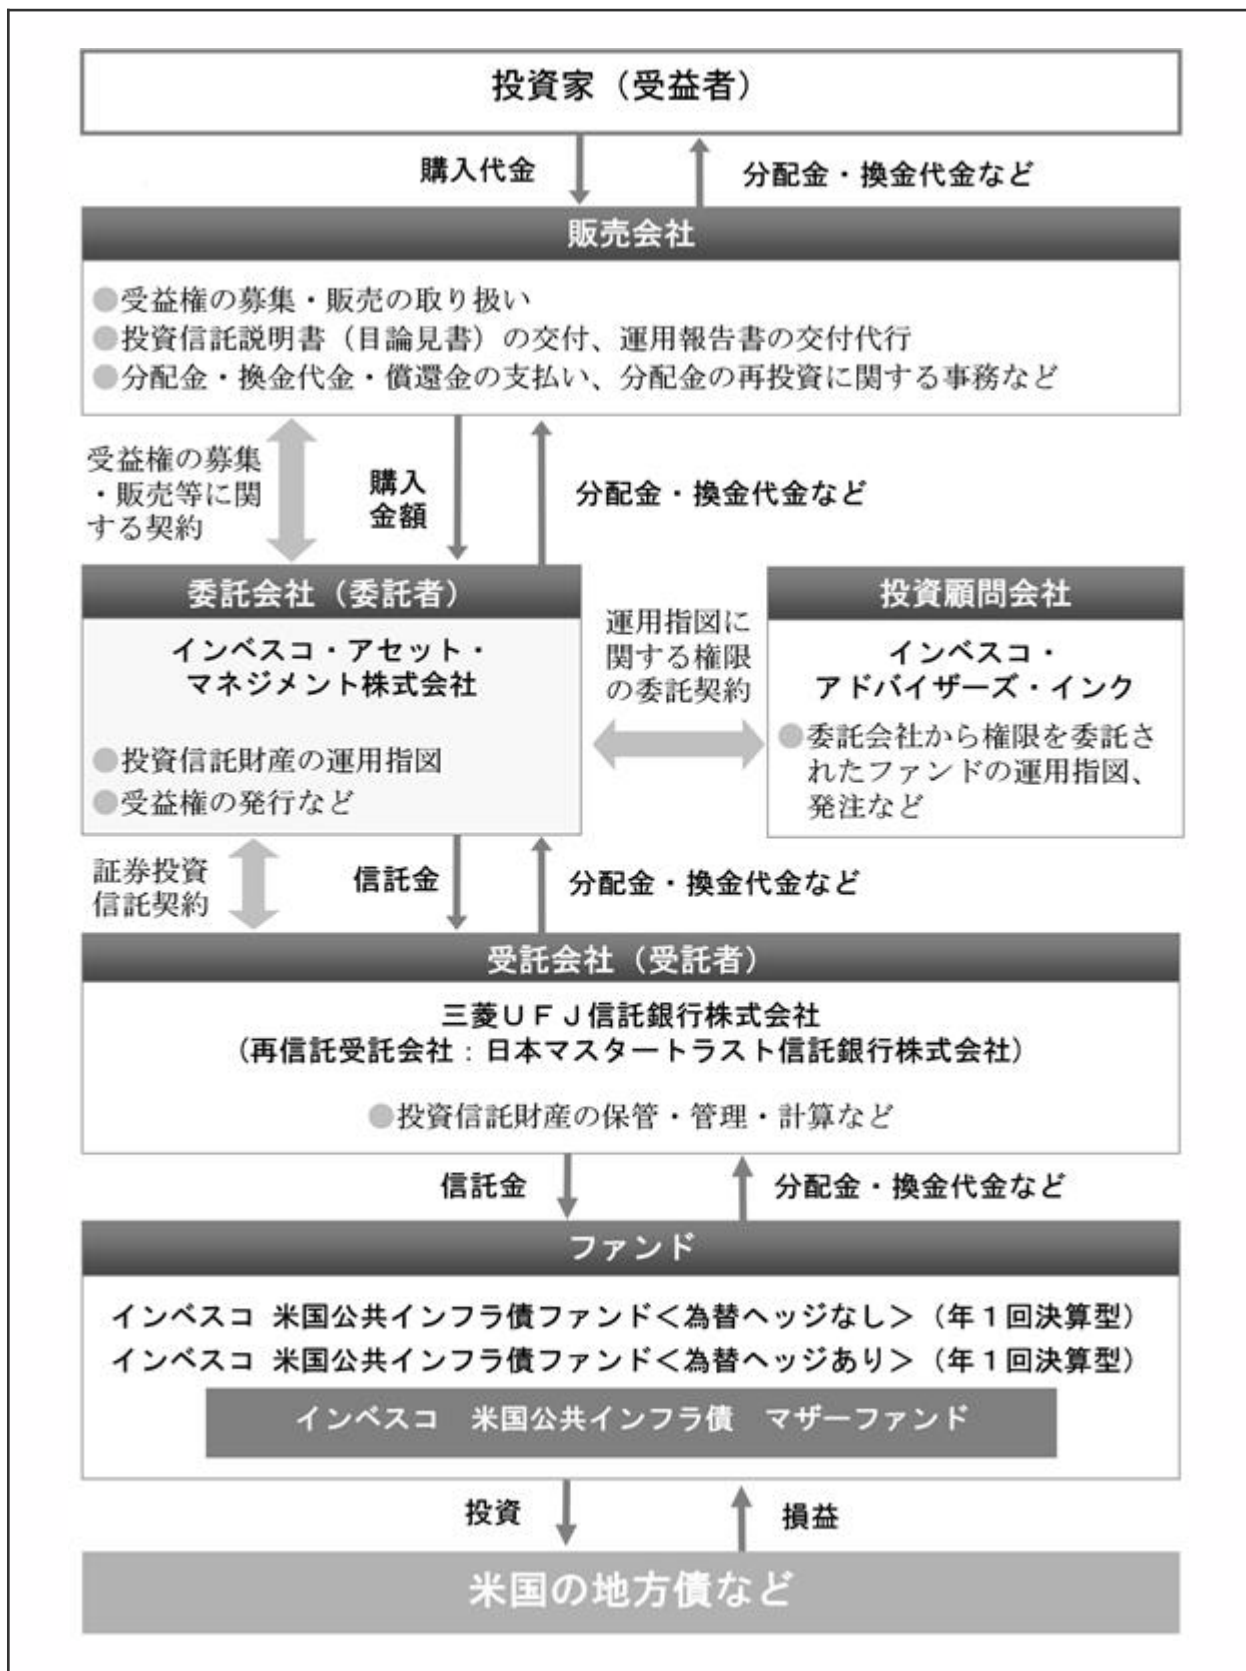 投資家（受益者）
購入代金
分配金・換金代金など
販売会社
●受益権の募集・販売の取り扱い
●投資信託説明書（目論見書）の交付、運用報告書の交付代行
●分配金・換金代金・償還金の支払い、分配金の再投資に関する事務など
受益権の募集
・販売等に関
する契約
購入
金額
分配金・換金代金など
委託会社（委託者）
インベスコ・アセット・
マネジメント株式会社
●投資信託財産の運用指図
●受益権の発行など
運用指図に
関する権限
の委託契約
投資顧問会社
インベスコ・
アドバイザーズ・インク
●委託会社から権限を委託さ
れたファンドの運用指図、
発注など
証券投資
信託契約
信託金
分配金・換金代金など
受託会社（受託者）
三菱ＵＦＪ信託銀行株式会社
（再信託受託会社：日本マスタートラスト信託銀行株式会社）
●投資信託財産の保管・管理・計算など
信託金
分配金・換金代金など
ファンド
インベスコ 米国公共インフラ債ファンド＜為替ヘッジなし＞（年１回決算型）
インベスコ 米国公共インフラ債ファンド＜為替ヘッジあり＞（年１回決算型）
インベスコ　米国公共インフラ債　マザーファンド
投資
損益
米国の地方債など